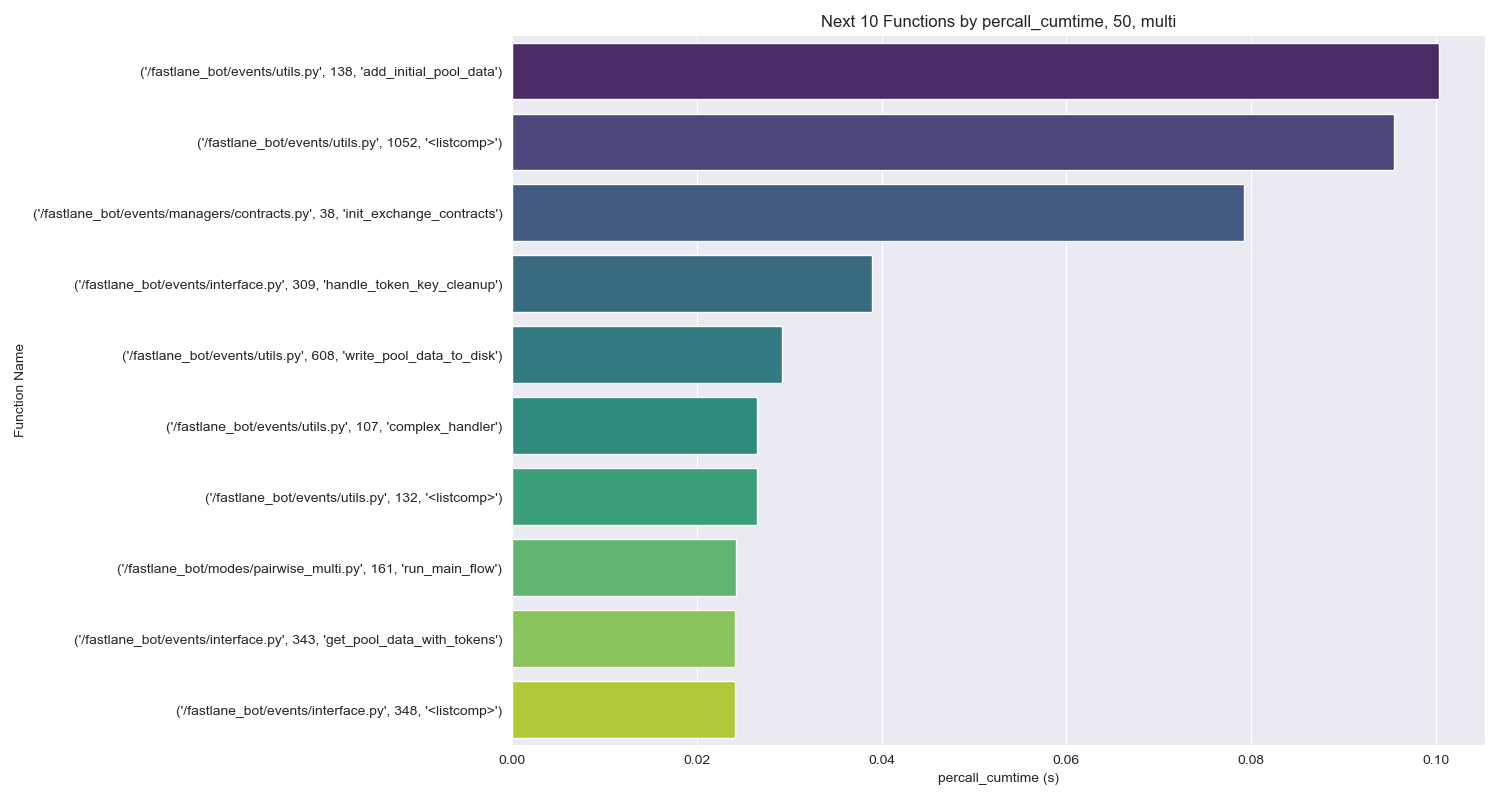 Next 10 Functions by percall_cumtime, 50, multi
Function Name
('/fastlane_bot/events/utils.py', 138, 'add_initial_pool_data')
('/fastlane_bot/events/utils.py', 1052, '<listcomp>')
('/fastlane_bot/events/managers/contracts.py', 38, 'init_exchange_contracts')
('/fastlane_bot/events/interface.py', 309, 'handle_token_key_cleanup')
('/fastlane_bot/events/utils.py', 608, 'write_pool_data_to_disk')
('/fastlane_bot/events/utils.py', 107, 'complex_handler')
('/fastlane_bot/events/utils.py', 132, '<listcomp>')
('/fastlane_bot/modes/pairwise_multi.py', 161, 'run_main_flow')
('/fastlane_bot/events/interface.py', 343, 'get_pool_data_with_tokens')
('/fastlane_bot/events/interface.py', 348, '<listcomp>')
0.00 0.02 0.04 0.06 0.08 0.10
percall_cumtime (s)